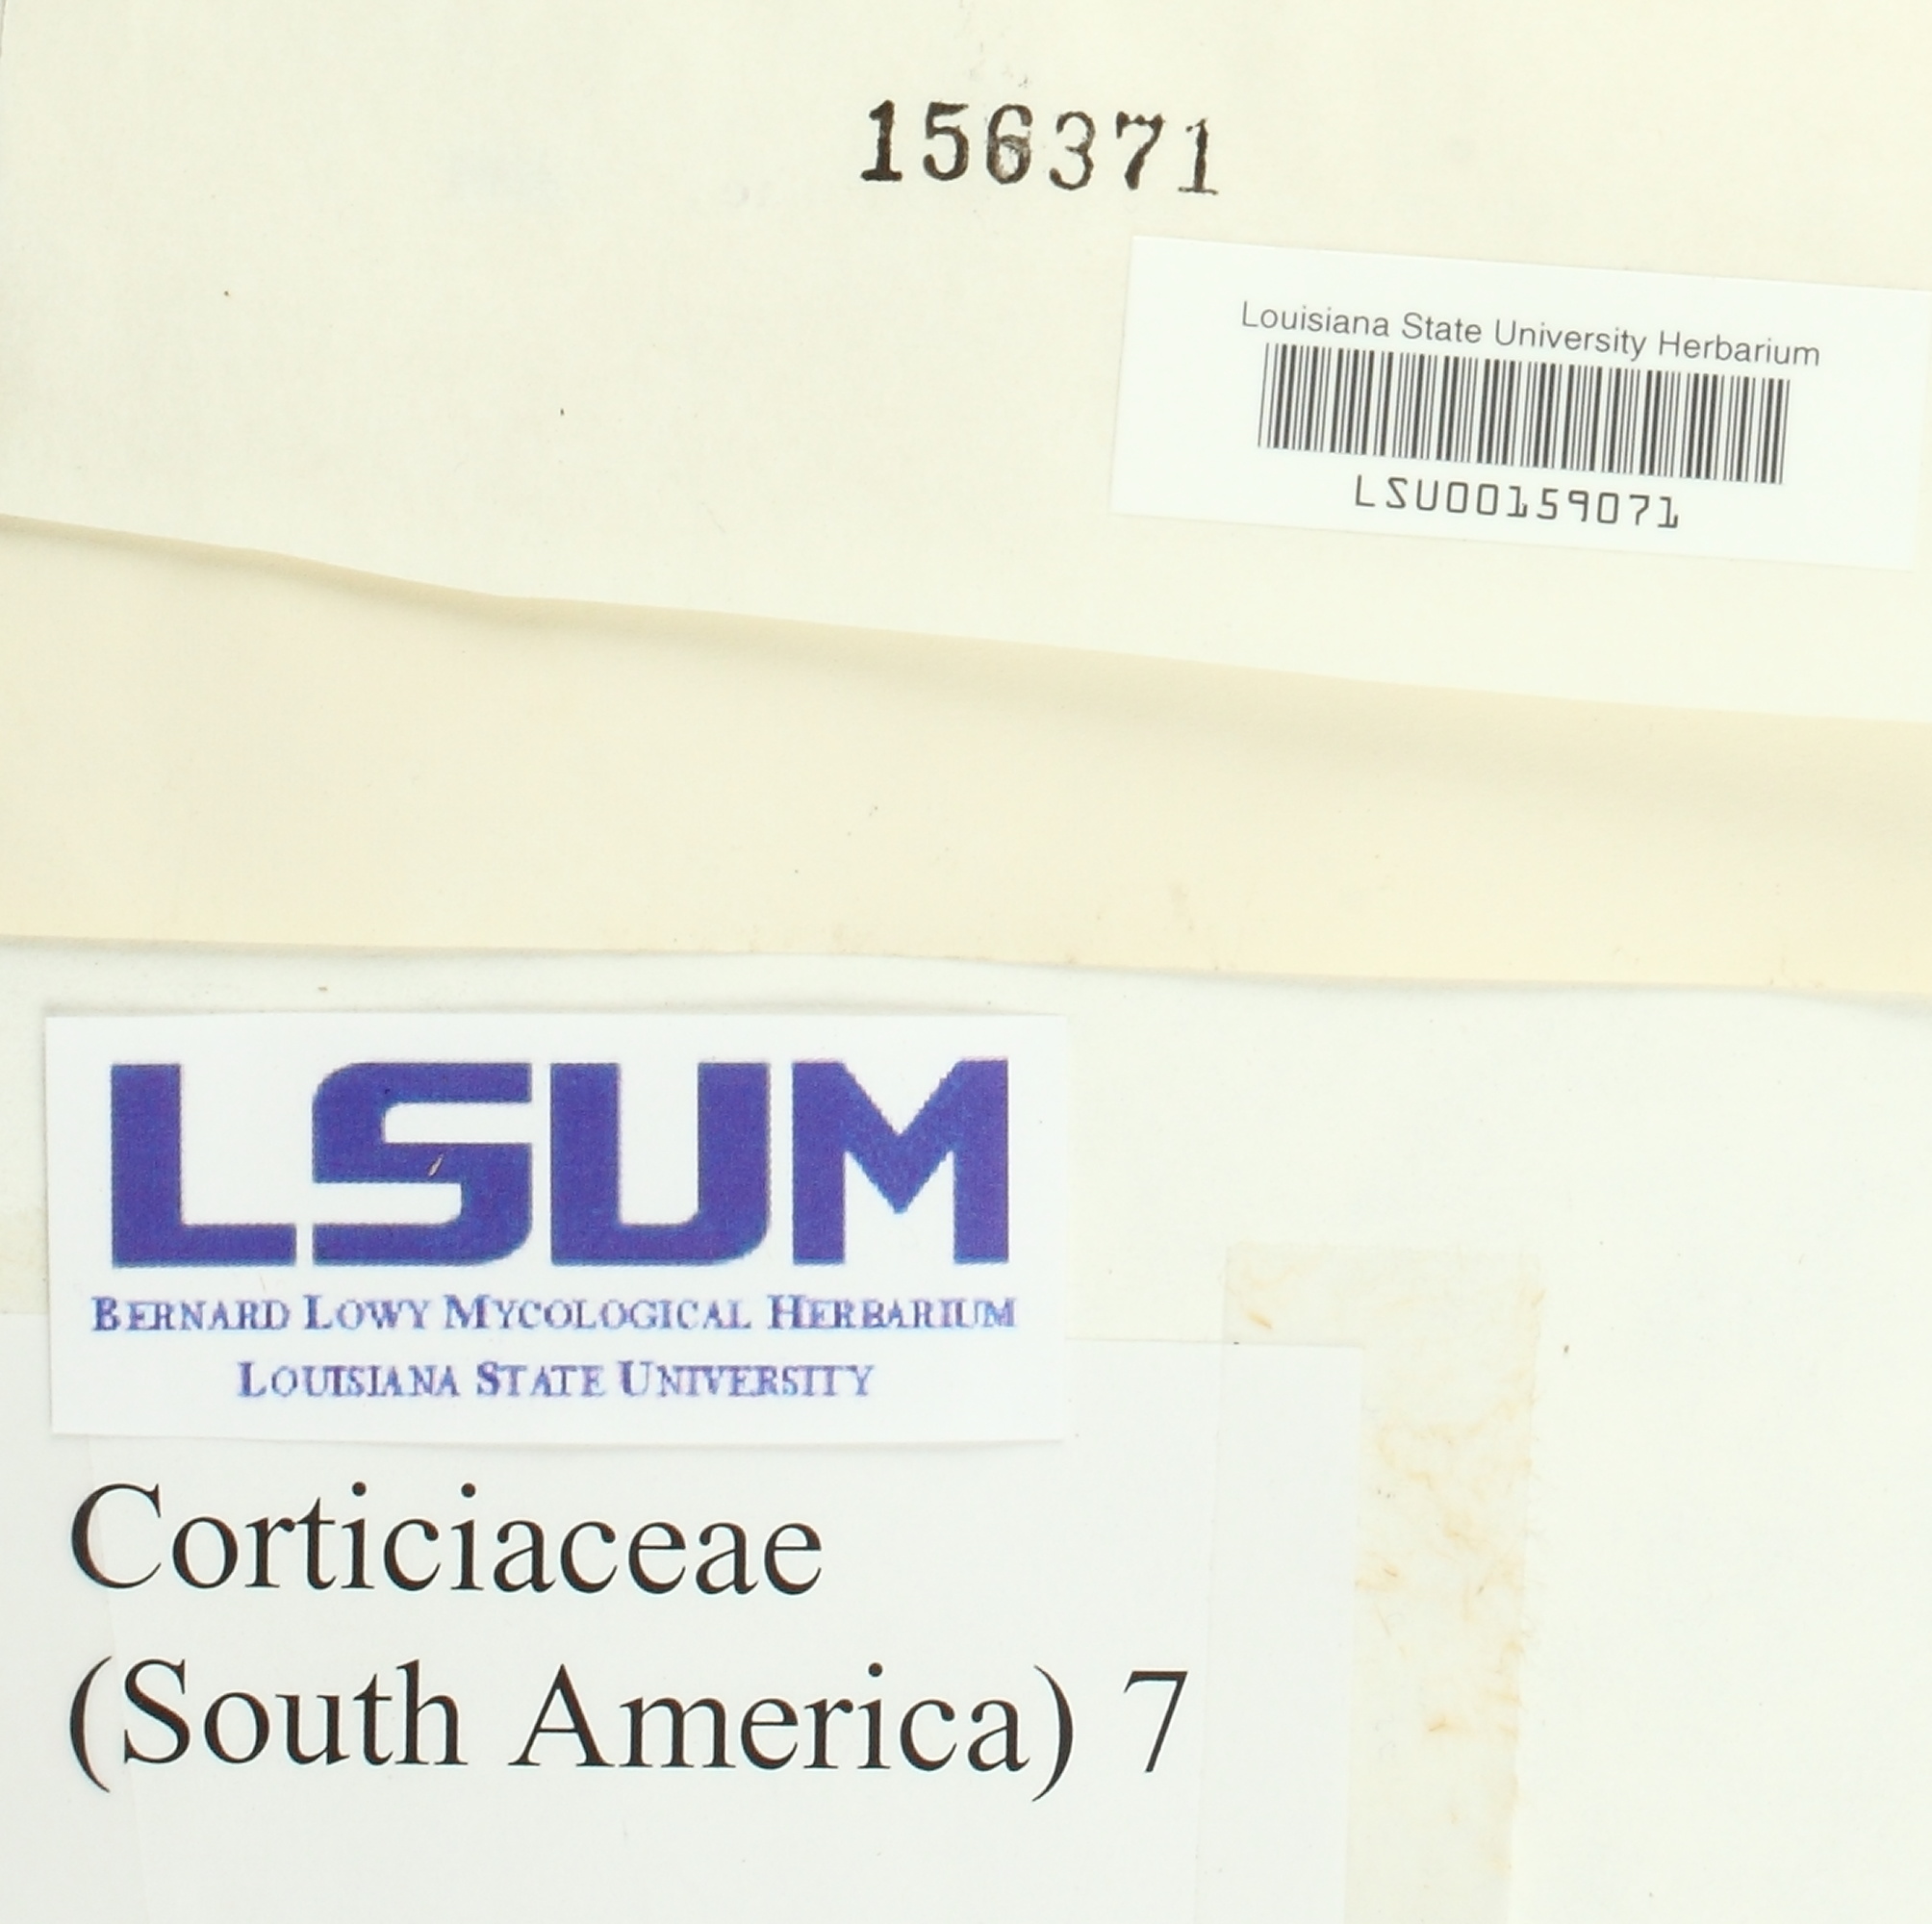 156371
Louisiana State University Herbarium
LSU00159071
LSUM
BERNARD LOWY MYCOLOGICAL HERBARIUM
LOUISIANA STATE UNIVERSITY
Corticiaceae
(South America) 7